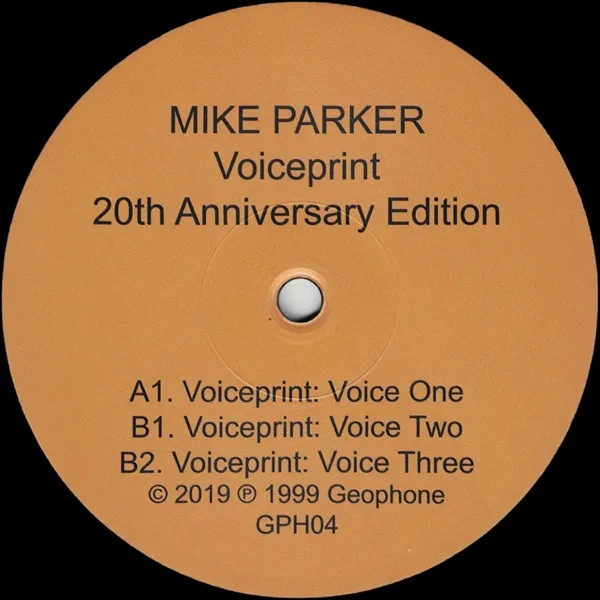 MIKE PARKER
Voiceprint
20th Anniversary Edition
A1. Voiceprint: Voice One
B1. Voiceprint: Voice Two
B2. Voiceprint: Voice Three
© 2019 ℗ 1999 Geophone
GPH04